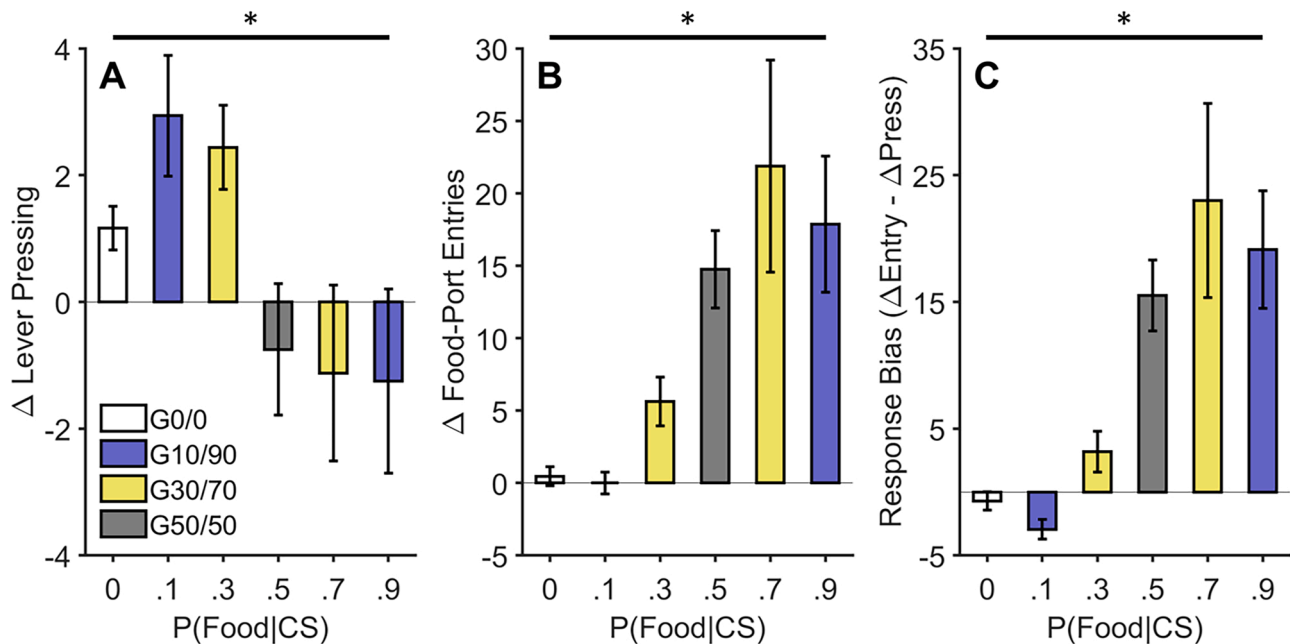 *
*
*
A
B
C
4
2
0
-2
-4
Δ Lever Pressing
G0/0
G10/90
G30/70
G50/50
0 .1 .3 .5 .7 .9
P(Food|CS)
30
25
20
15
10
5
0
-5
Δ Food-Port Entries
0 .1 .3 .5 .7 .9
P(Food|CS)
35
25
15
5
-5
Response Bias (ΔEntry - ΔPress)
0 .1 .3 .5 .7 .9
P(Food|CS)